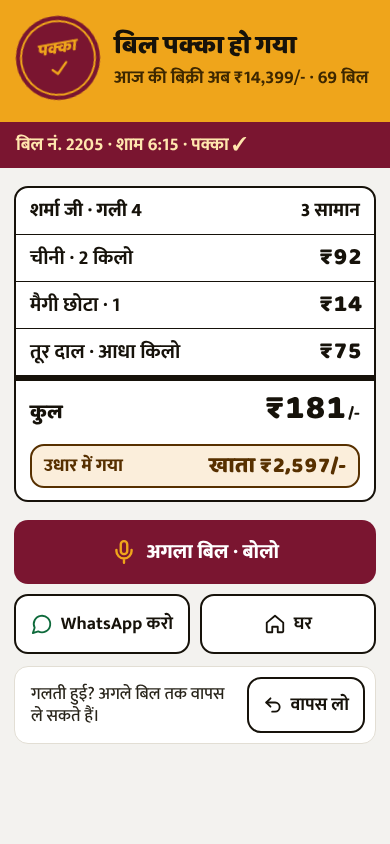 पक्का
बिल पक्का हो गया
आज की बिक्री अब ₹14,399/- · 69 बिल
बिल नं. 2205 · शाम 6:15 · पक्का ✓
शर्मा जी · गली 4 3 सामान
चीनी · 2 किलो ₹92
मैगी छोटा · 1 ₹14
तूर दाल · आधा किलो ₹75
कुल ₹181/-
उधार में गया खाता ₹2,597/-
अगला बिल · बोलो
WhatsApp करो घर
गलती हुई? अगले बिल तक वापस
ले सकते हैं।
वापस लो